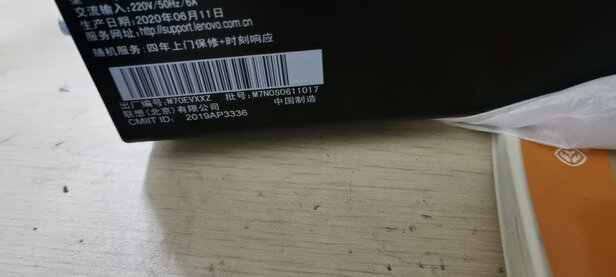 交流输入: 220V/50Hz/6A
生产日期: 2020年06月11日
服务网址: http://support.lenovo.com.cn
随机服务: 四年上门保修+时刻响应
出厂编号: M70EVXXZ 批号: M7N0S0611017
联想(北京)有限公司 中国制造
CMIIT ID: 2019AP3336